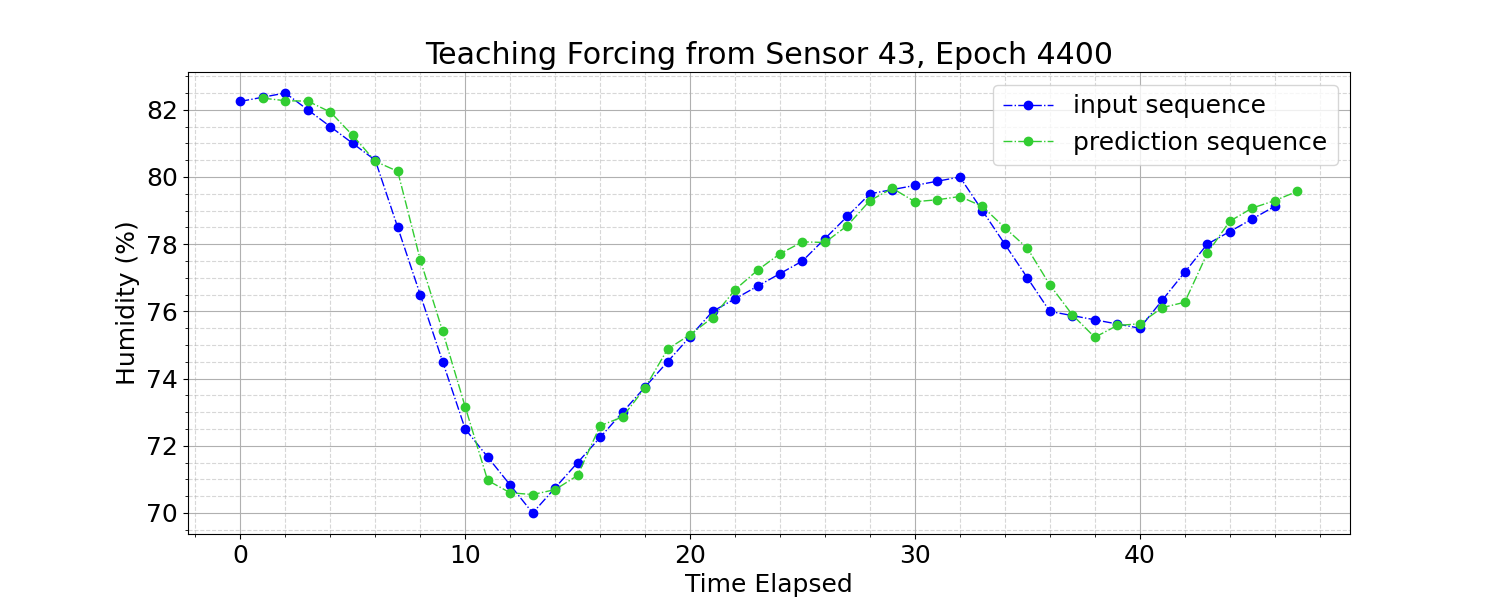 Teaching Forcing from Sensor 43, Epoch 4400
input sequence
prediction sequence
Humidity (%)
82
80
78
76
74
72
70
0 10 20 30 40
Time Elapsed